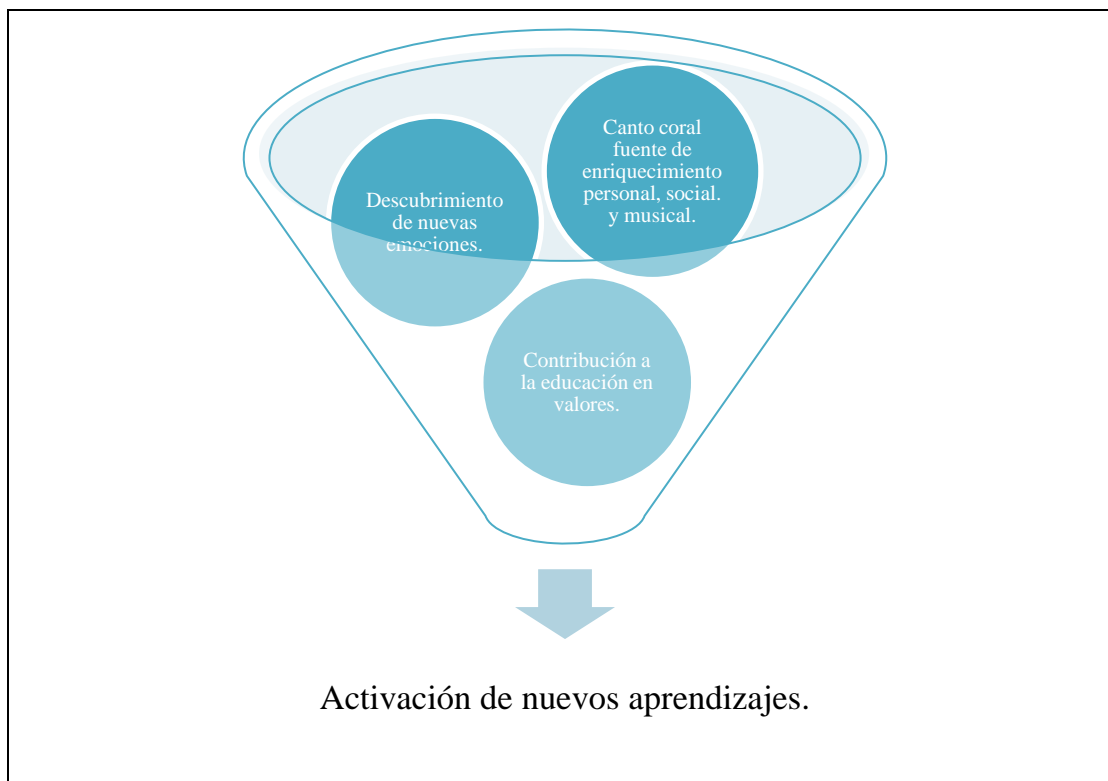 Canto coral
fuente de
enriquecimiento
personal, social.
y musical.
Descubrimiento
de nuevas
emociones.
Contribución a
la educación en
valores.
Activación de nuevos aprendizajes.